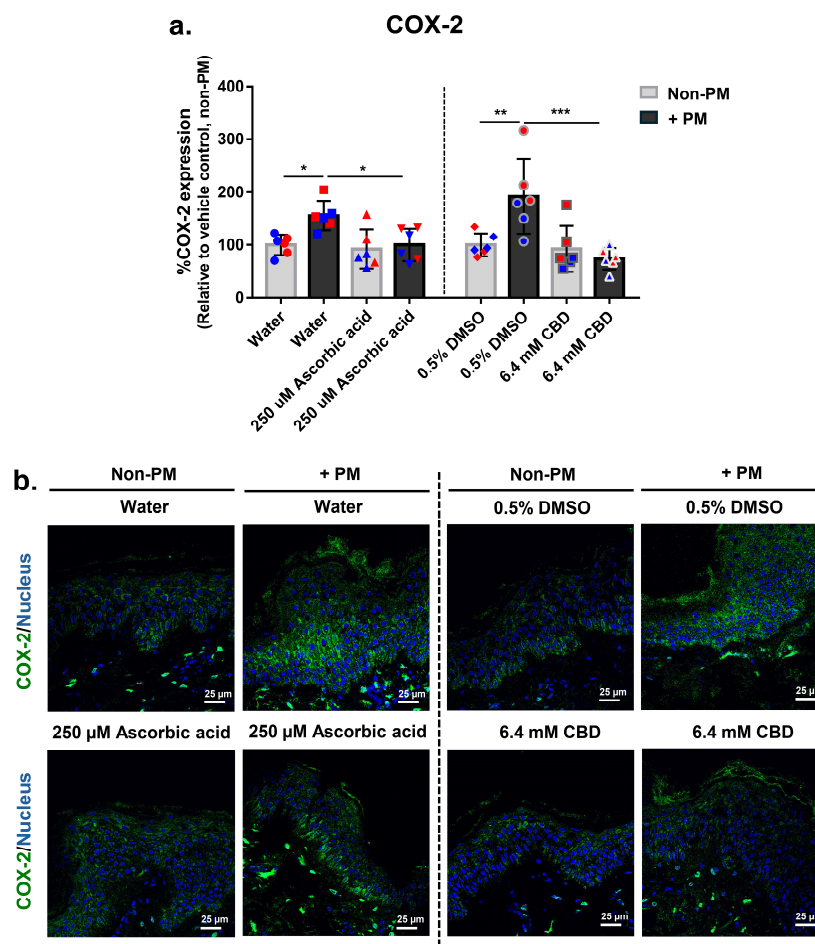 a.
COX-2
%COX-2 expression
(Relative to vehicle control, non-PM)
400
300
200
100
0
*
*
**
***
Non-PM
+ PM
Water
Water
250 uM Ascorbic acid
250 uM Ascorbic acid
0.5% DMSO
0.5% DMSO
6.4 mM CBD
6.4 mM CBD
b.
Non-PM
+ PM
Non-PM
+ PM
Water
Water
0.5% DMSO
0.5% DMSO
COX-2/Nucleus
25 µm
25 µm
25 µm
25 µm
250 µM Ascorbic acid
250 µM Ascorbic acid
6.4 mM CBD
6.4 mM CBD
COX-2/Nucleus
25 µm
25 µm
25 µm
25 µm